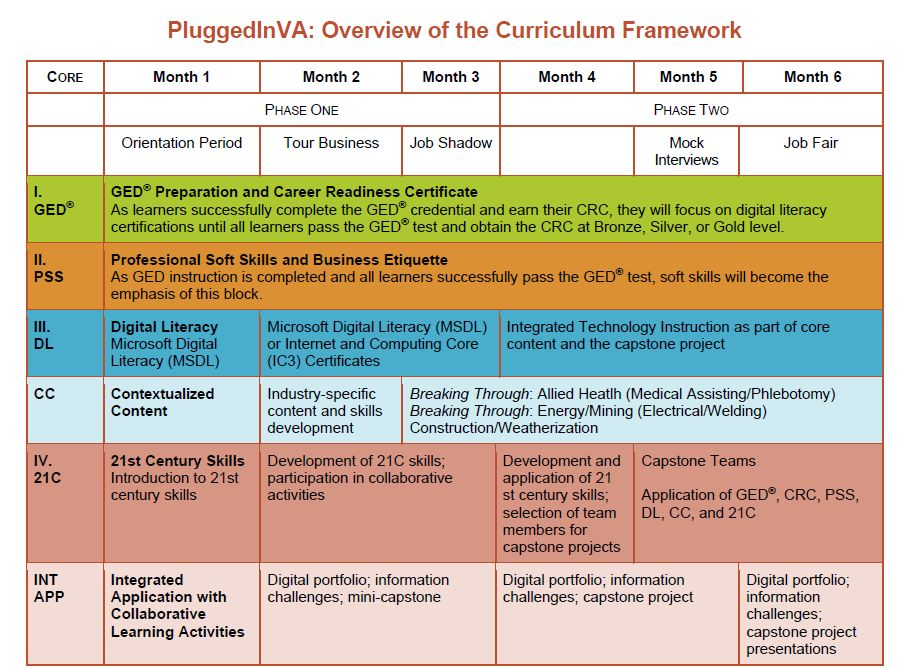 PluggedInVA: Overview of the Curriculum Framework
CORE
Month 1
Month 2
Month 3
Month 4
Month 5
Month 6
PHASE ONE
PHASE TWO
Orientation Period
Tour Business
Job Shadow
Mock
Interviews
Job Fair
I.
GED®
GED® Preparation and Career Readiness Certificate
As learners successfully complete the GED® credential and earn their CRC, they will focus on digital literacy
certifications until all learners pass the GED® test and obtain the CRC at Bronze, Silver, or Gold level.
II.
PSS
Professional Soft Skills and Business Etiquette
As GED instruction is completed and all learners successfully pass the GED® test, soft skills will become the
emphasis of this block.
III.
DL
Digital Literacy
Microsoft Digital
Literacy (MSDL)
Microsoft Digital Literacy (MSDL)
or Internet and Computing Core
(IC3) Certificates
Integrated Technology Instruction as part of core
content and the capstone project
CC
Contextualized
Content
Industry-specific
content and skills
development
Breaking Through: Allied Heatlh (Medical Assisting/Phlebotomy)
Breaking Through: Energy/Mining (Electrical/Welding)
Construction/Weatherization
IV.
21C
21st Century Skills
Introduction to 21st
century skills
Development of 21C skills;
participation in collaborative
activities
Development and
application of 21
st century skills;
selection of team
members for
capstone projects
Capstone Teams
Application of GED®, CRC, PSS,
DL, CC, and 21C
INT
APP
Integrated
Application with
Collaborative
Learning Activities
Digital portfolio; information
challenges; mini-capstone
Digital portfolio; information
challenges; capstone project
Digital portfolio;
information
challenges;
capstone project
presentations